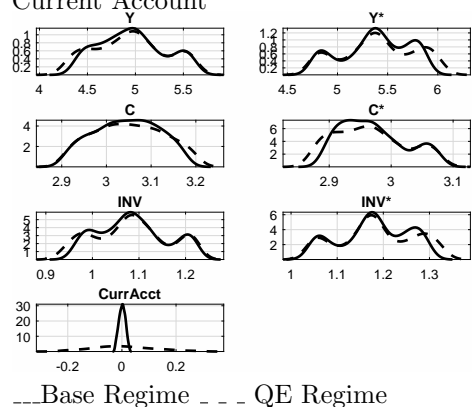 Current Account
Y
1
0.8
0.6
0.4
0.2
4 4.5 5 5.5
Y*
1.2
1
0.8
0.6
0.4
0.2
4.5 5 5.5 6
C
4
2
2.9 3 3.1 3.2
C*
6
4
2
2.9 3 3.1
INV
5
4
3
2
1
0.9 1 1.1 1.2
INV*
6
4
2
1 1.1 1.2 1.3
CurrAcct
30
20
10
-0.2 0 0.2
___Base Regime _ _ _ QE Regime